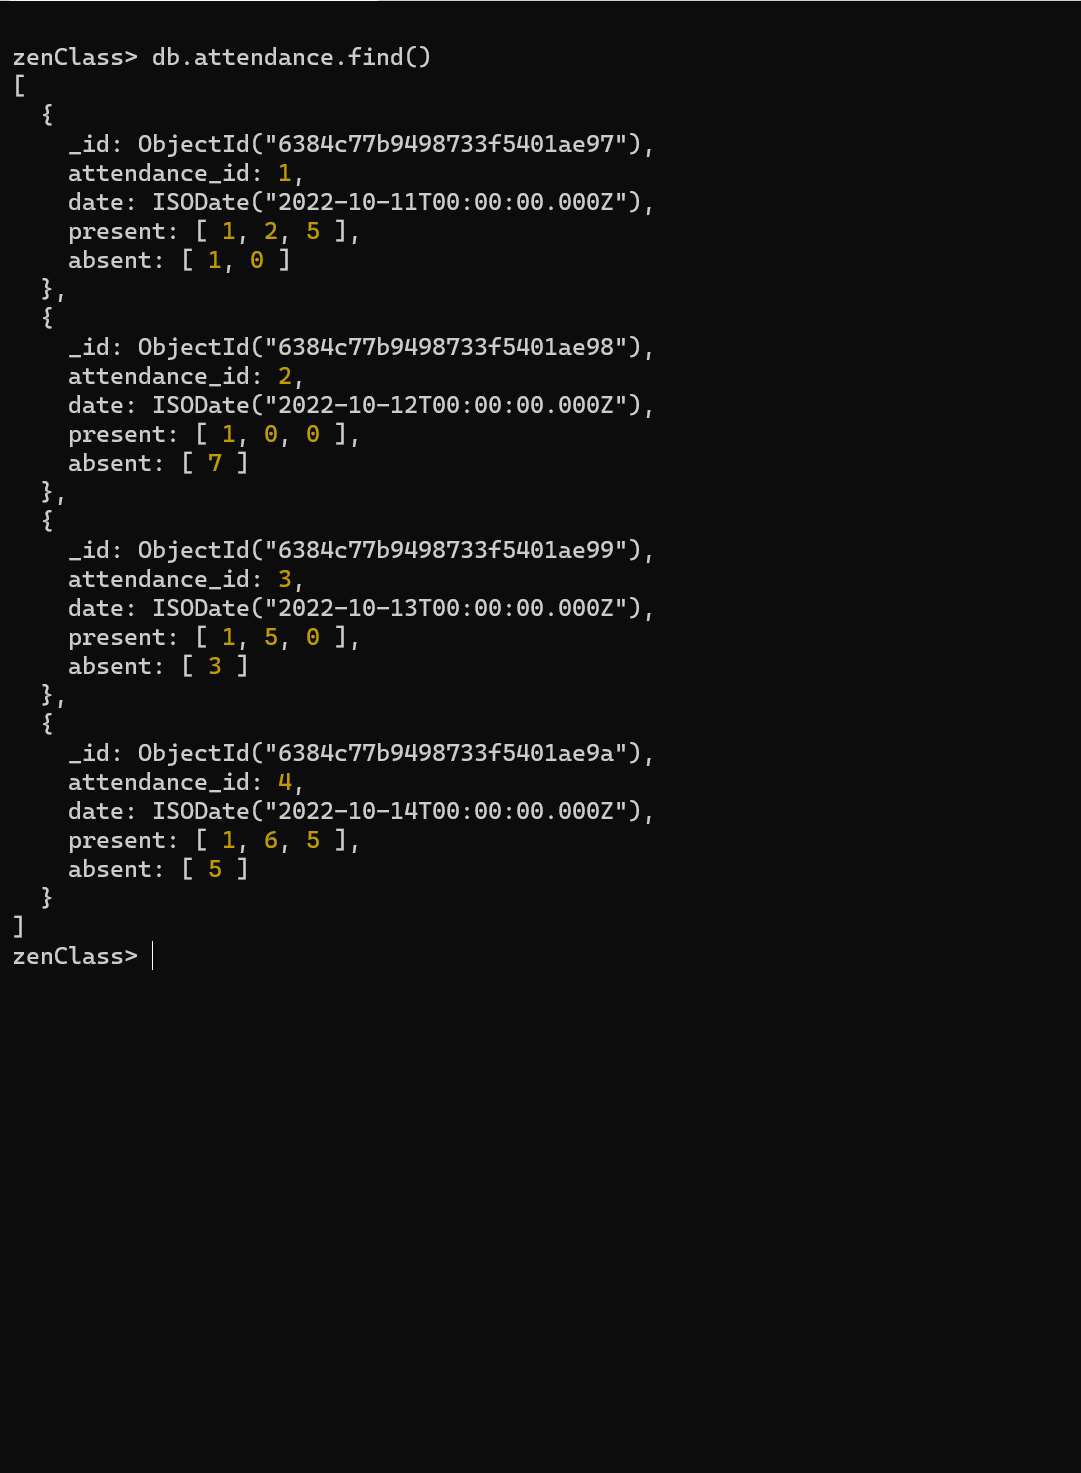 zenClass> db.attendance.find()
[
  {
    _id: ObjectId("6384c77b9498733f5401ae97"),
    attendance_id: 1,
    date: ISODate("2022-10-11T00:00:00.000Z"),
    present: [ 1, 2, 5 ],
    absent: [ 1, 0 ]
  },
  {
    _id: ObjectId("6384c77b9498733f5401ae98"),
    attendance_id: 2,
    date: ISODate("2022-10-12T00:00:00.000Z"),
    present: [ 1, 0, 0 ],
    absent: [ 7 ]
  },
  {
    _id: ObjectId("6384c77b9498733f5401ae99"),
    attendance_id: 3,
    date: ISODate("2022-10-13T00:00:00.000Z"),
    present: [ 1, 5, 0 ],
    absent: [ 3 ]
  },
  {
    _id: ObjectId("6384c77b9498733f5401ae9a"),
    attendance_id: 4,
    date: ISODate("2022-10-14T00:00:00.000Z"),
    present: [ 1, 6, 5 ],
    absent: [ 5 ]
  }
]
zenClass>